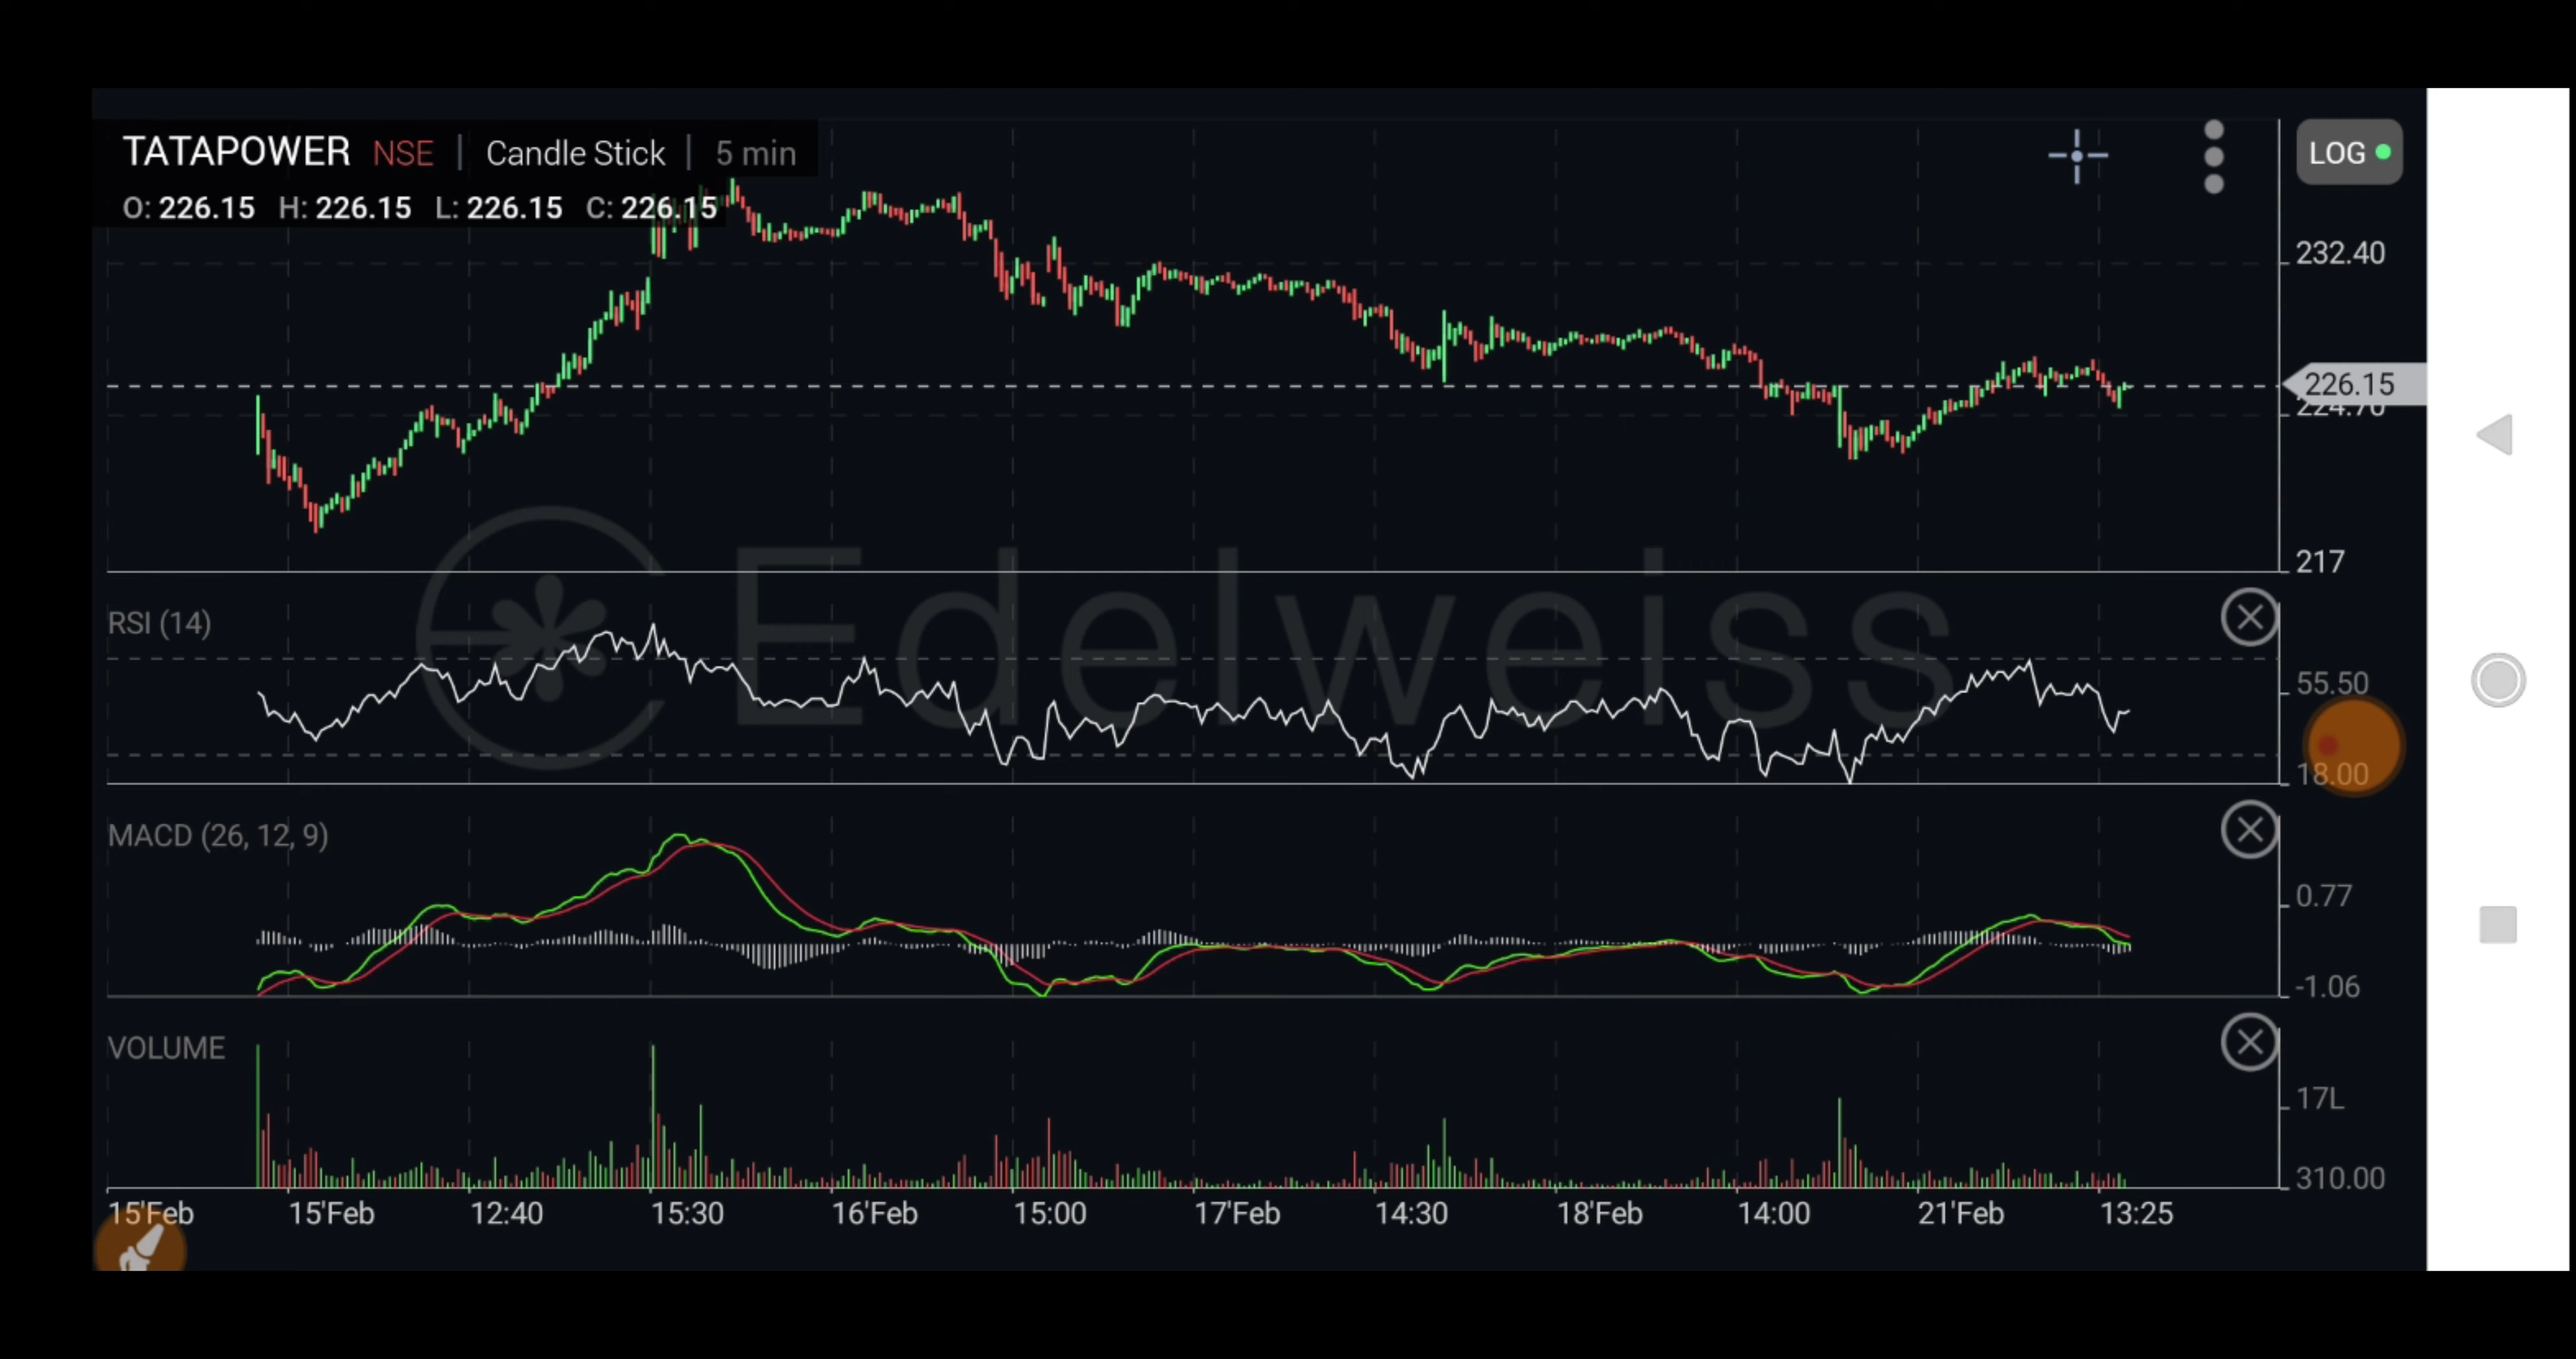 TATAPOWER NSE | Candle Stick | 5 min
LOG
O: 226.15 H: 226.15 L: 226.15 C: 226.15
232.40
226.15
224.70
217
Edelweiss
RSI (14)
55.50
18.00
MACD (26, 12, 9)
0.77
-1.06
VOLUME
17L
310.00
15'Feb 15'Feb 12:40 15:30 16'Feb 15:00 17'Feb 14:30 18'Feb 14:00 21'Feb 13:25